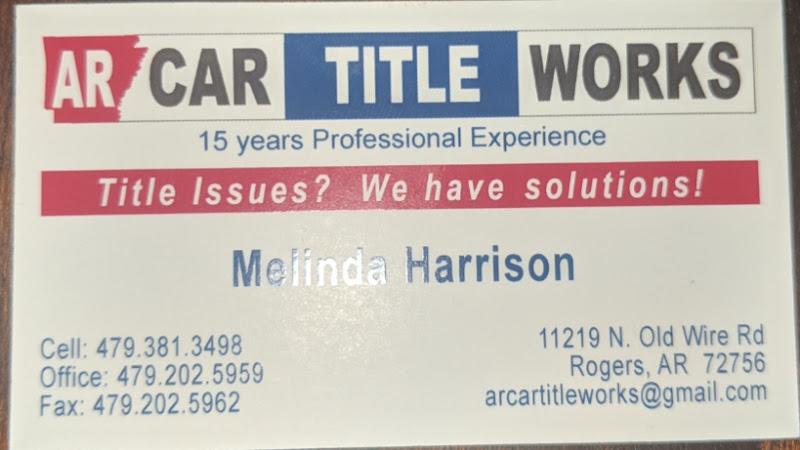 AR CAR TITLE WORKS
15 years Professional Experience
Title Issues? We have solutions!
Melinda Harrison
Cell: 479.381.3498
Office: 479.202.5959
Fax: 479.202.5962
11219 N. Old Wire Rd
Rogers, AR 72756
arcartitleworks@gmail.com